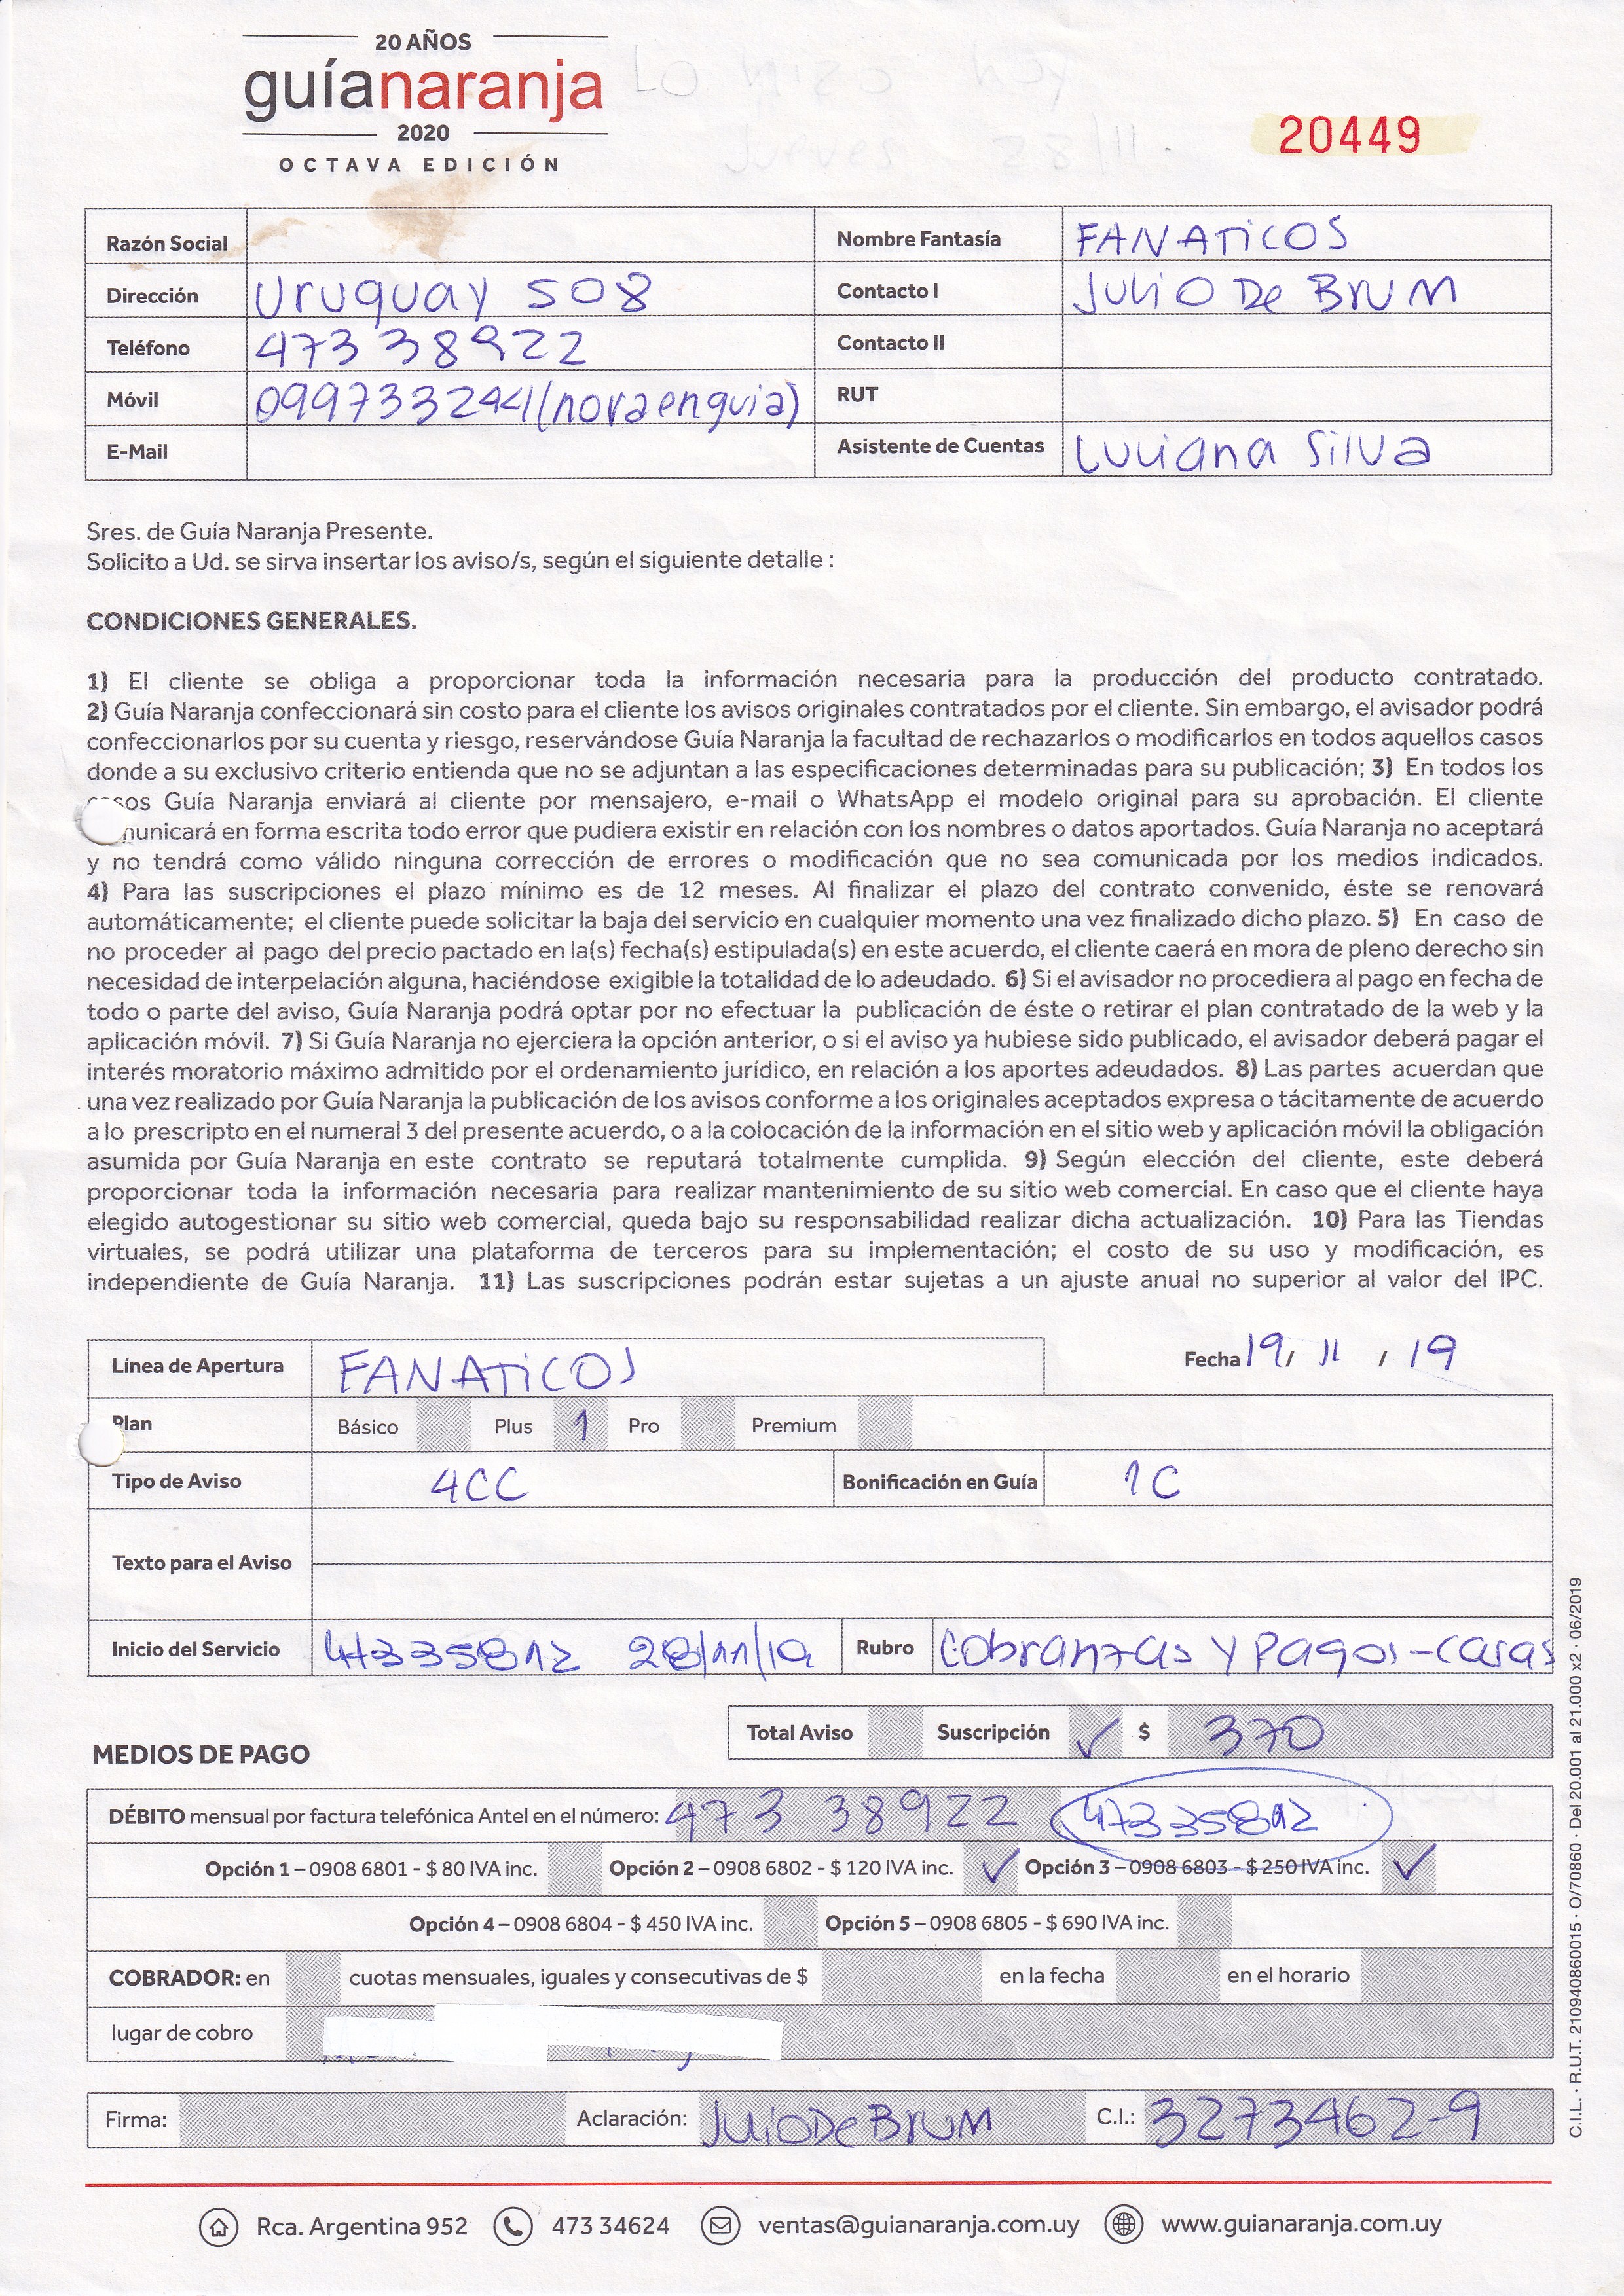 20 AÑOS
guíanaranja
2020
OCTAVA EDICIÓN
LO
Jueves 28/11.
20449
Razón Social Nombre Fantasía FANATiCOS
Dirección Uruguay 508 Contacto I JULiO De BRUM
Teléfono 473 38922 Contacto II
Móvil 099733244 (no va en guia) RUT
E-Mail Asistente de Cuentas Luciana Silva
Sres. de Guía Naranja Presente.
Solicito a Ud. se sirva insertar los aviso/s, según el siguiente detalle :
CONDICIONES GENERALES.
1) El cliente se obliga a proporcionar toda la información necesaria para la producción del producto contratado.
2) Guía Naranja confeccionará sin costo para el cliente los avisos originales contratados por el cliente. Sin embargo, el avisador podrá
confeccionarlos por su cuenta y riesgo, reservándose Guía Naranja la facultad de rechazarlos o modificarlos en todos aquellos casos
donde a su exclusivo criterio entienda que no se adjuntan a las especificaciones determinadas para su publicación; 3) En todos los
casos Guía Naranja enviará al cliente por mensajero, e-mail o WhatsApp el modelo original para su aprobación. El cliente
municará en forma escrita todo error que pudiera existir en relación con los nombres o datos aportados. Guía Naranja no aceptará
y no tendrá como válido ninguna corrección de errores o modificación que no sea comunicada por los medios indicados.
4) Para las suscripciones el plazo mínimo es de 12 meses. Al finalizar el plazo del contrato convenido, éste se renovará
automáticamente; el cliente puede solicitar la baja del servicio en cualquier momento una vez finalizado dicho plazo. 5) En caso de
no proceder al pago del precio pactado en la(s) fecha(s) estipulada(s) en este acuerdo, el cliente caerá en mora de pleno derecho sin
necesidad de interpelación alguna, haciéndose exigible la totalidad de lo adeudado. 6) Si el avisador no procediera al pago en fecha de
todo o parte del aviso, Guía Naranja podrá optar por no efectuar la publicación de éste o retirar el plan contratado de la web y la
aplicación móvil. 7) Si Guía Naranja no ejerciera la opción anterior, o si el aviso ya hubiese sido publicado, el avisador deberá pagar el
interés moratorio máximo admitido por el ordenamiento jurídico, en relación a los aportes adeudados. 8) Las partes acuerdan que
una vez realizado por Guía Naranja la publicación de los avisos conforme a los originales aceptados expresa o tácitamente de acuerdo
a lo prescripto en el numeral 3 del presente acuerdo, o a la colocación de la información en el sitio web y aplicación móvil la obligación
asumida por Guía Naranja en este contrato se reputará totalmente cumplida. 9) Según elección del cliente, este deberá
proporcionar toda la información necesaria para realizar mantenimiento de su sitio web comercial. En caso que el cliente haya
elegido autogestionar su sitio web comercial, queda bajo su responsabilidad realizar dicha actualización. 10) Para las Tiendas
virtuales, se podrá utilizar una plataforma de terceros para su implementación; el costo de su uso y modificación, es
independiente de Guía Naranja. 11) Las suscripciones podrán estar sujetas a un ajuste anual no superior al valor del IPC.
Línea de Apertura FANATiCOS Fecha 19/ 11 / 19
Plan Básico Plus 1 Pro Premium
Tipo de Aviso 4CC Bonificación en Guía 1C
Texto para el Aviso
Inicio del Servicio 47335812 28/11/19 Rubro Cobranzas y Pagos-Casas
Total Aviso Suscripción ✓ $ 370
MEDIOS DE PAGO
DÉBITO mensual por factura telefónica Antel en el número: 473 38922 47335812
Opción 1 – 0908 6801 - $ 80 IVA inc. Opción 2 – 0908 6802 - $ 120 IVA inc. ✓ Opción 3 – 0908 6803 - $ 250 IVA inc. ✓
Opción 4 – 0908 6804 - $ 450 IVA inc. Opción 5 – 0908 6805 - $ 690 IVA inc.
COBRADOR: en cuotas mensuales, iguales y consecutivas de $ en la fecha en el horario
lugar de cobro
Firma: Aclaración: JuliO De BRUM C.I.: 3273462-9
C.I.L. · R.U.T. 210940860015 · O/70860 · Del 20.001 al 21.000 x2 · 06/2019
Rca. Argentina 952 473 34624 ventas@guianaranja.com.uy www.guianaranja.com.uy